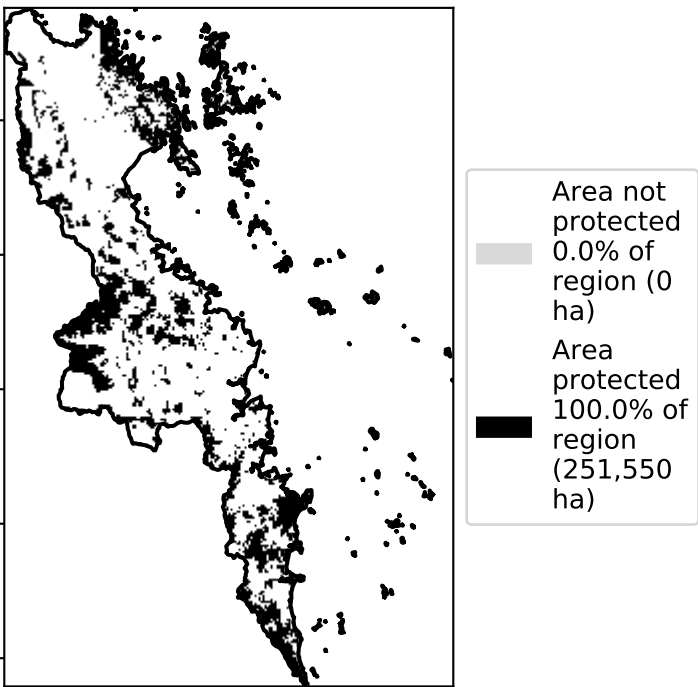 Area not
protected
0.0% of
region (0
ha)
Area
protected
100.0% of
region
(251,550
ha)